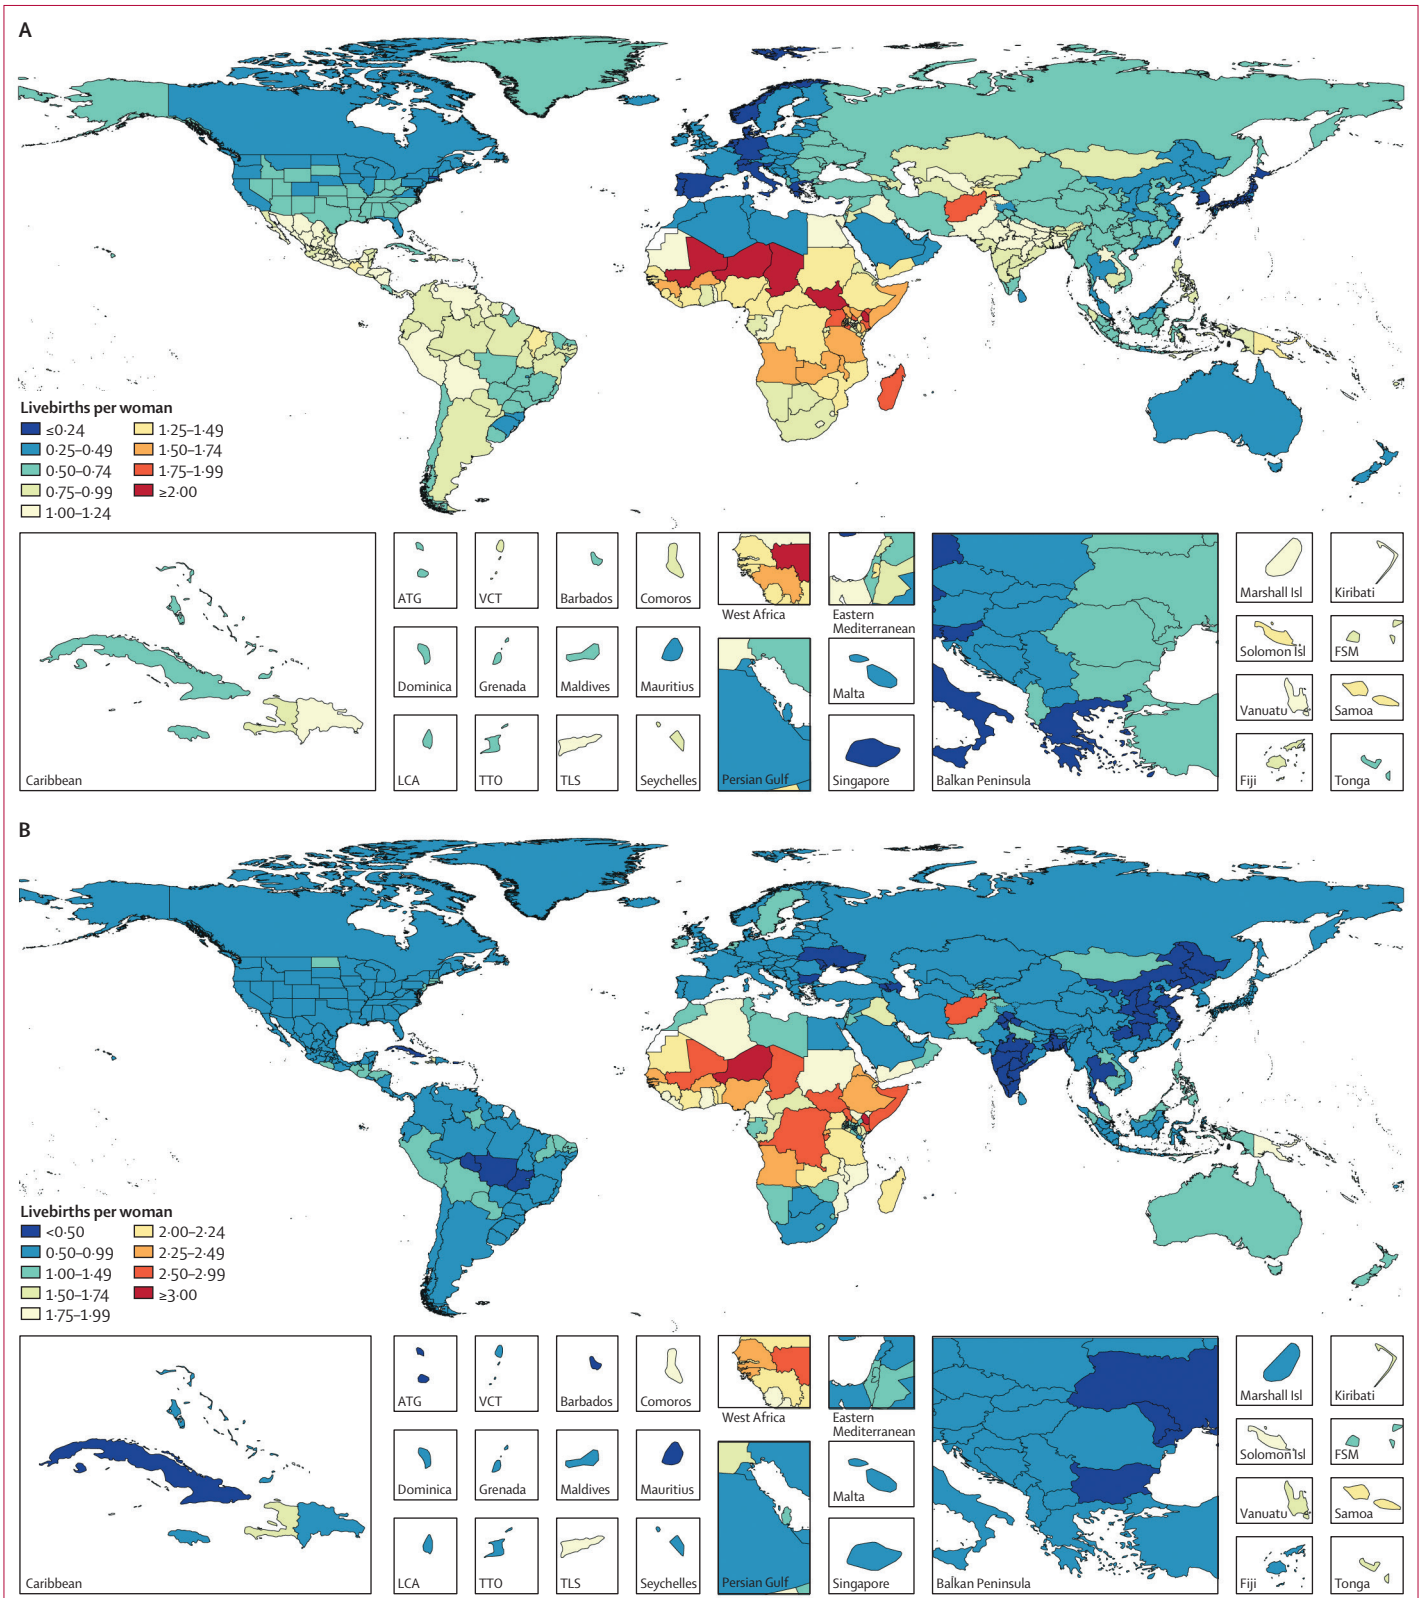 A
Livebirths per woman
≤0·24
0·25–0·49
0·50–0·74
0·75–0·99
1·00–1·24
1·25–1·49
1·50–1·74
1·75–1·99
≥2·00
Caribbean
ATG
VCT
Barbados
Comoros
Dominica
Grenada
Maldives
Mauritius
LCA
TTO
TLS
Seychelles
West Africa
Eastern
Mediterranean
Persian Gulf
Malta
Singapore
Balkan Peninsula
Marshall Isl
Kiribati
Solomon Isl
FSM
Vanuatu
Samoa
Fiji
Tonga
B
Livebirths per woman
<0·50
0·50–0·99
1·00–1·49
1·50–1·74
1·75–1·99
2·00–2·24
2·25–2·49
2·50–2·99
≥3·00
Caribbean
ATG
VCT
Barbados
Comoros
Dominica
Grenada
Maldives
Mauritius
LCA
TTO
TLS
Seychelles
West Africa
Eastern
Mediterranean
Persian Gulf
Malta
Singapore
Balkan Peninsula
Marshall Isl
Kiribati
Solomon Isl
FSM
Vanuatu
Samoa
Fiji
Tonga